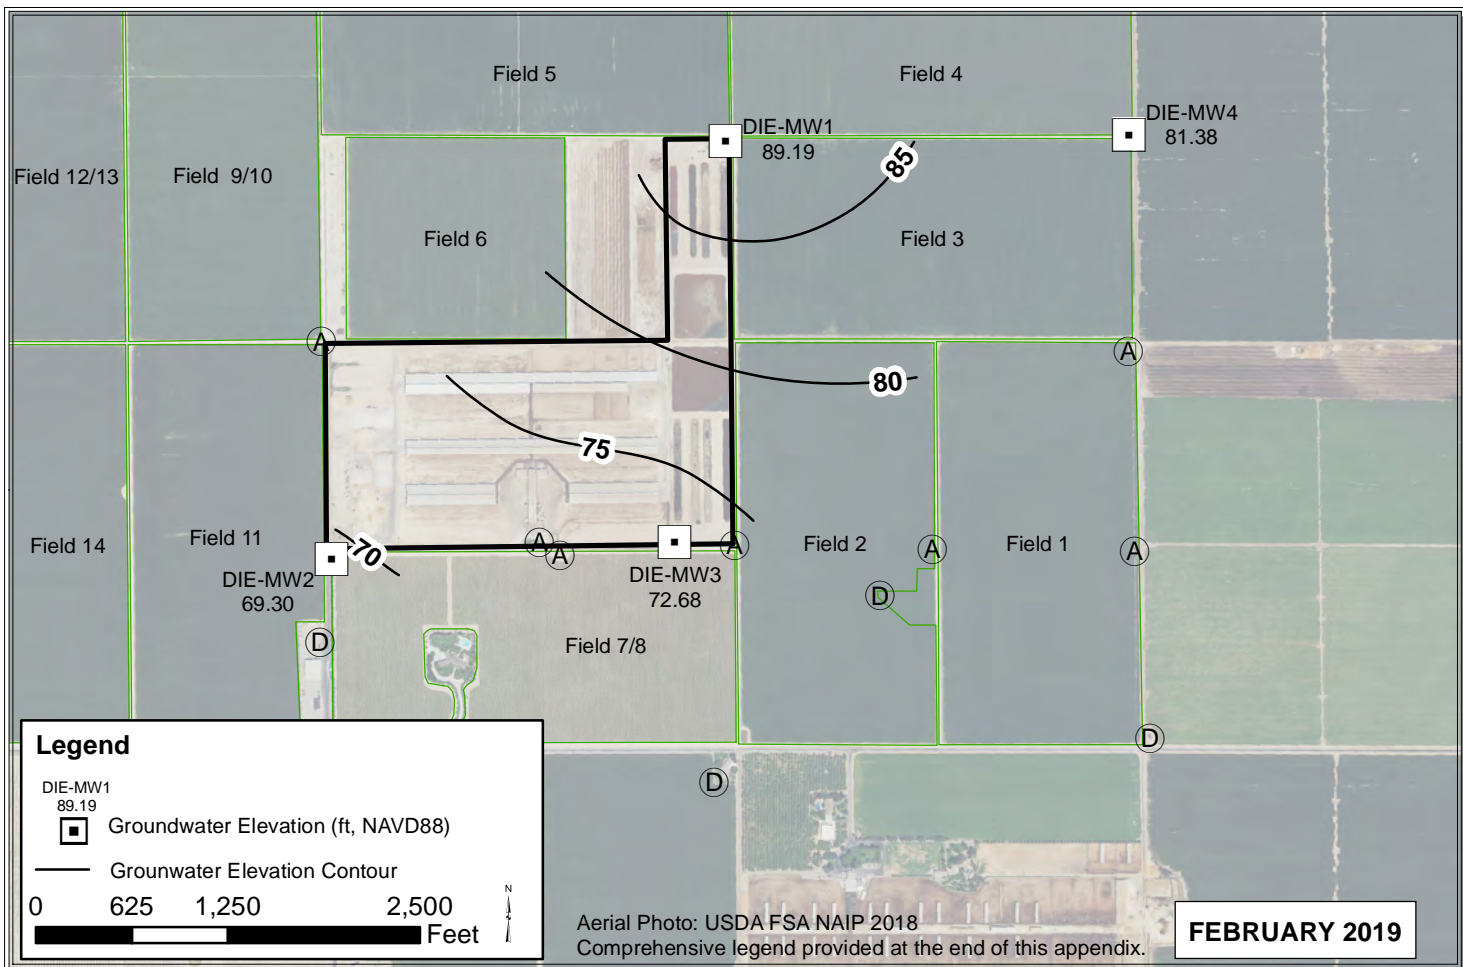 Field 5
Field 4
DIE-MW1
89.19
DIE-MW4
81.38
85
Field 12/13
Field 9/10
Field 6
Field 3
A
A
80
75
70
Field 14
Field 11
A
A
A
Field 2
A
Field 1
A
DIE-MW2
69.30
DIE-MW3
72.68
D
D
Field 7/8
D
D
Legend
DIE-MW1
89.19
Groundwater Elevation (ft, NAVD88)
Grounwater Elevation Contour
0 625 1,250 2,500
Feet
N
Aerial Photo: USDA FSA NAIP 2018
Comprehensive legend provided at the end of this appendix.
FEBRUARY 2019